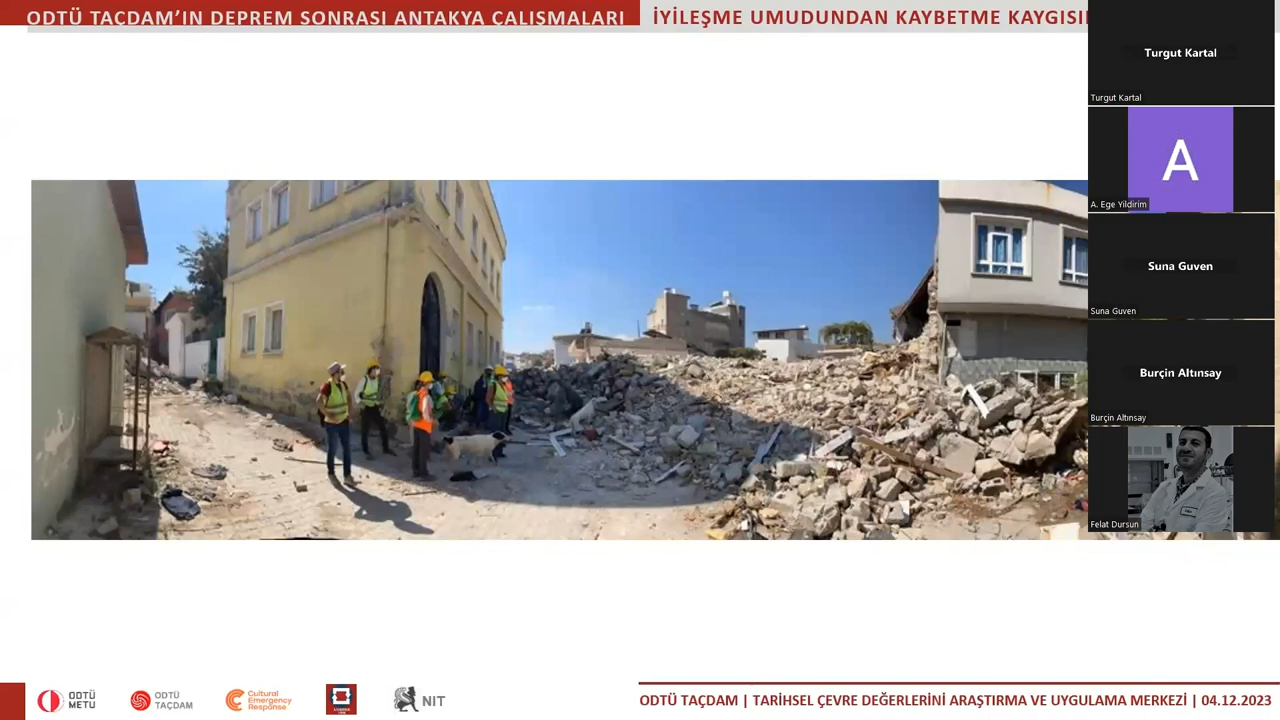 ODTÜ TAÇDAM'IN DEPREM SONRASI ANTAKYA ÇALIŞMALARI
İYİLEŞME UMUDUNDAN KAYBETME
Turgut Kartal
Turgut Kartal
A
A. Ege Yildirim
Suna Guven
Suna Guven
Burçin Altınsay
Burçin Altınsay
Felat Dursun
ODTÜ
METU
ODTÜ
TAÇDAM
Cultural
Emergency
Response
NIT
ODTÜ TAÇDAM | TARİHSEL ÇEVRE DEĞERLERİNİ ARAŞTIRMA VE UYGULAMA MERKEZİ | 04.12.2023